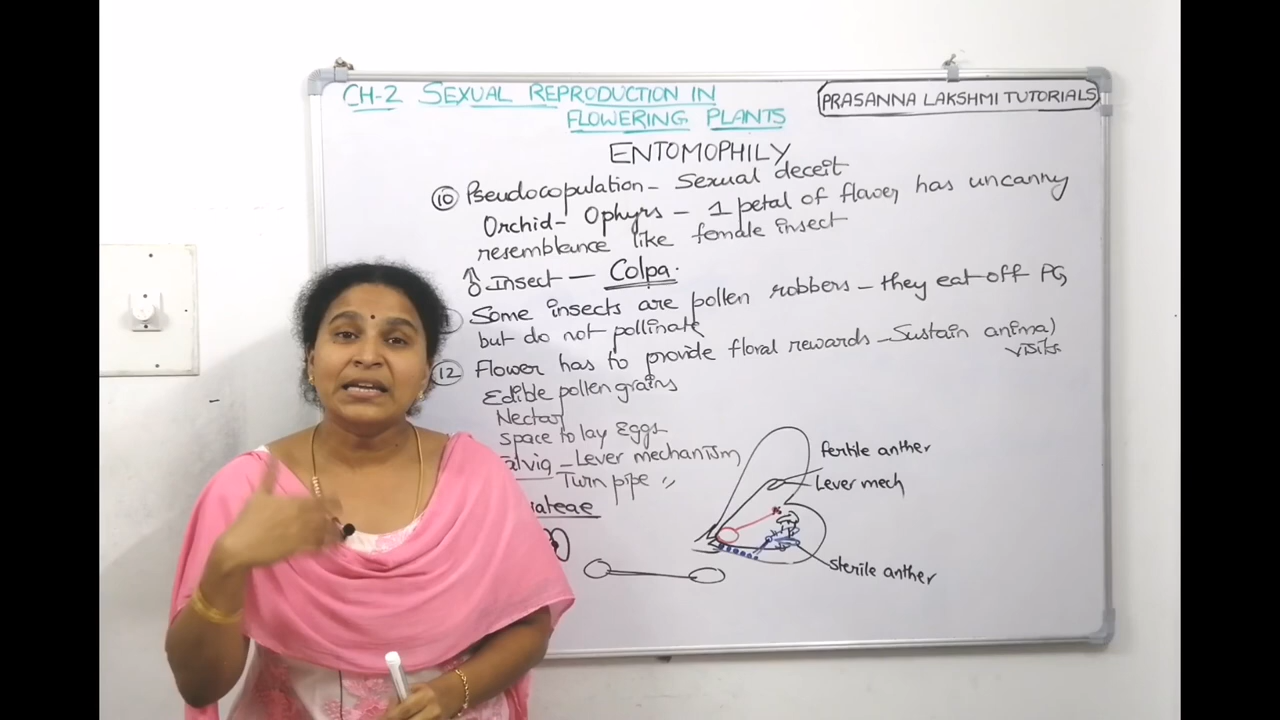 CH-2 SEXUAL REPRODUCTION IN
FLOWERING PLANTS
PRASANNA LAKSHMI TUTORIALS
ENTOMOPHILY
10 Pseudocopulation - Sexual deceit
Orchid - Ophyrs - 1 petal of flower has uncanny
resemblance like female insect
♂ Insect - Colpa.
Some insects are pollen robbers - they eat off PG,
but do not pollinate
12 Flower has to provide floral rewards - Sustain animal
visits
Edible pollen grains
Nectar
Space to lay Eggs
alvia - Lever mechanism
Turn pipe "
iateae
fertile anther
Lever mech
sterile anther